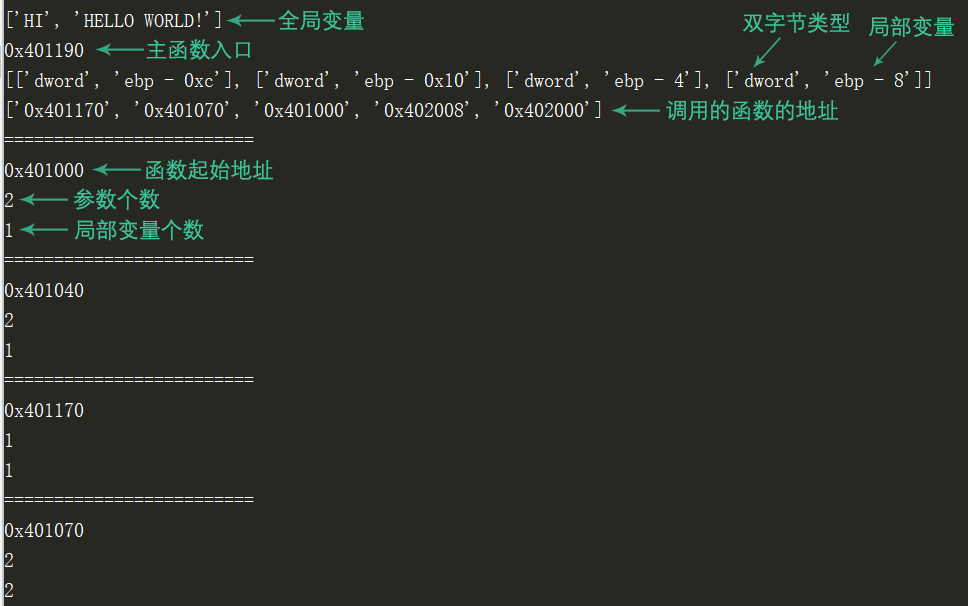 ['HI', 'HELLO WORLD!'] 全局变量
双字节类型 局部变量
0x401190 主函数入口
[['dword', 'ebp - 0xc'], ['dword', 'ebp - 0x10'], ['dword', 'ebp - 4'], ['dword', 'ebp - 8']]
['0x401170', '0x401070', '0x401000', '0x402008', '0x402000'] 调用的函数的地址
=========================
0x401000 函数起始地址
2 参数个数
1 局部变量个数
=========================
0x401040
2
1
=========================
0x401170
1
1
=========================
0x401070
2
2